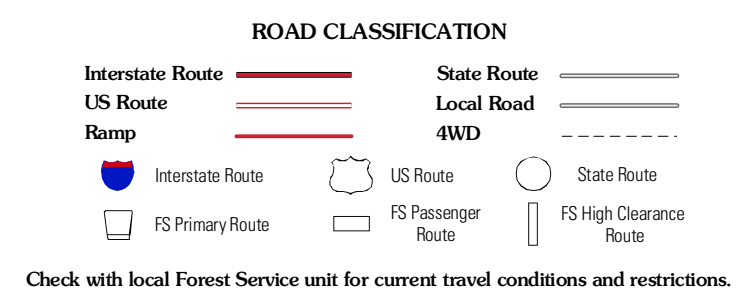 ROAD CLASSIFICATION
Interstate Route
State Route
US Route
Local Road
Ramp
4WD
Interstate Route
US Route
State Route
FS Primary Route
FS Passenger
Route
FS High Clearance
Route
Check with local Forest Service unit for current travel conditions and restrictions.